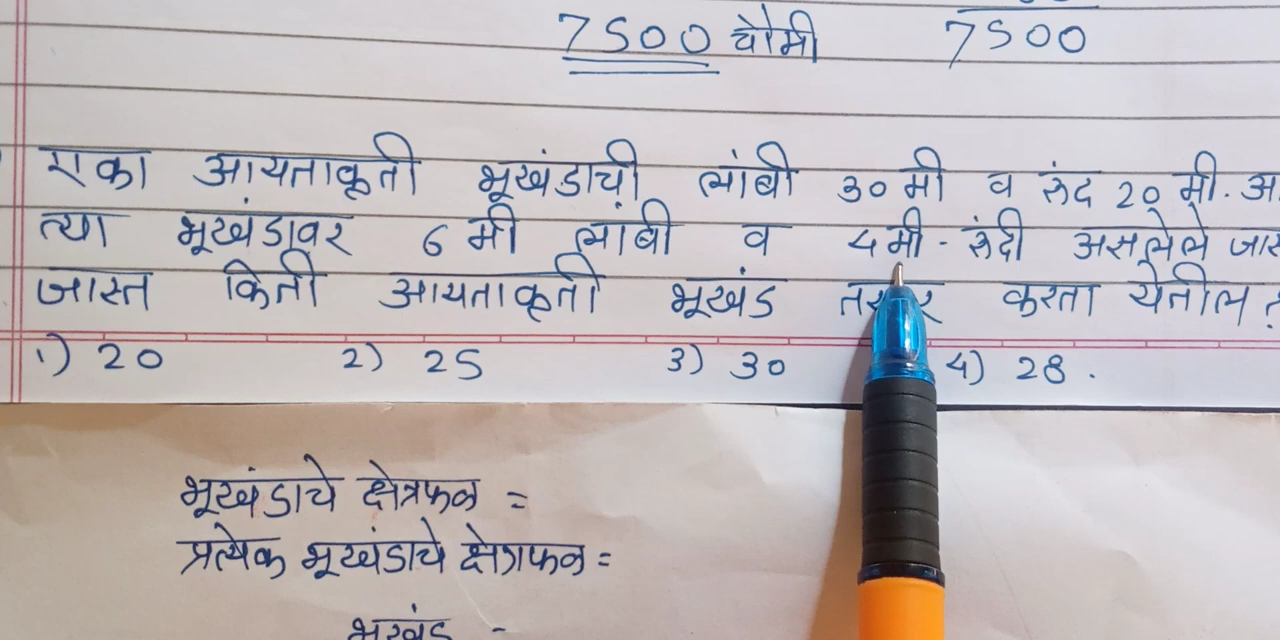 7500 चौमी 7500
एका आयताकृती भूखंडाची लांबी 30 मी व रुंद 20 मी.
त्या भूखंडावर 6 मी लांबी व 4 मी. रुंदी असलेले
जास्त किती आयताकृती भूखंड करता येतील ?
1) 20 2) 25 3) 30 4) 28.
भूखंडाचे क्षेत्रफळ =
प्रत्येक भूखंडाचे क्षेत्रफळ =
भूखंड =